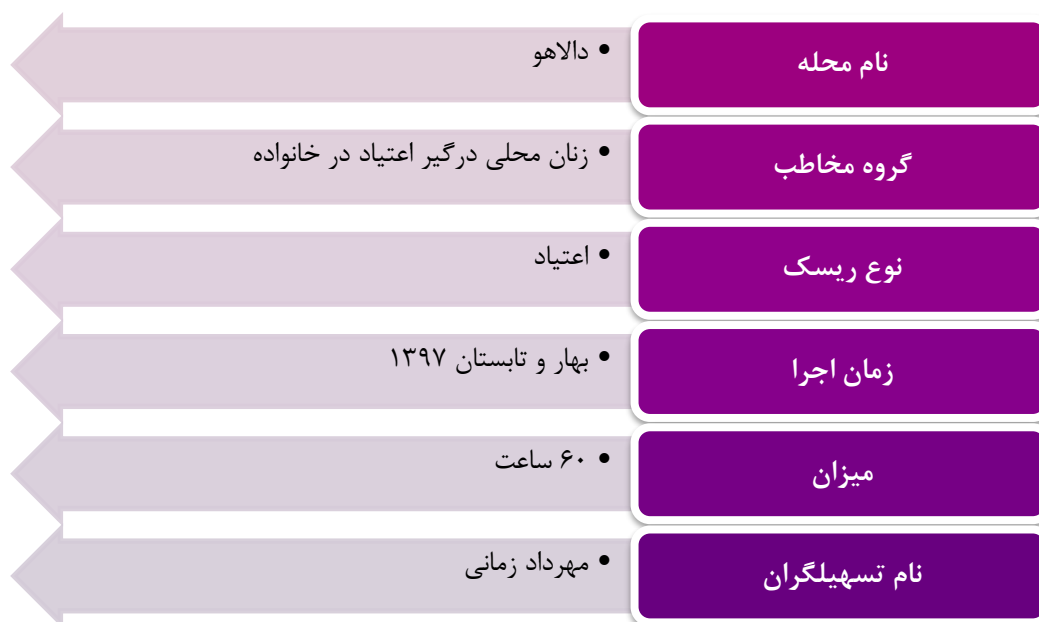 نام محله
• دالاهو
گروه مخاطب
• زنان محلی درگیر اعتیاد در خانواده
نوع ریسک
• اعتیاد
زمان اجرا
• بهار و تابستان ۱۳۹۷
میزان
• ۶۰ ساعت
نام تسهیلگران
• مهرداد زمانی